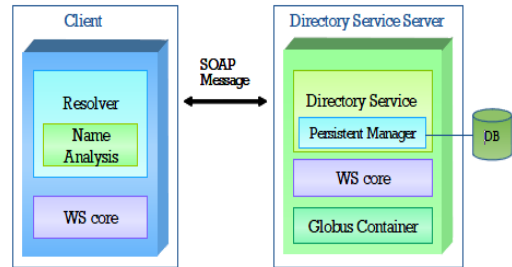 Client
Directory Service Server
SOAP
Message
Resolver
Name
Analysis
WS core
Directory Service
Persistent Manager
DB
WS core
Globus Container